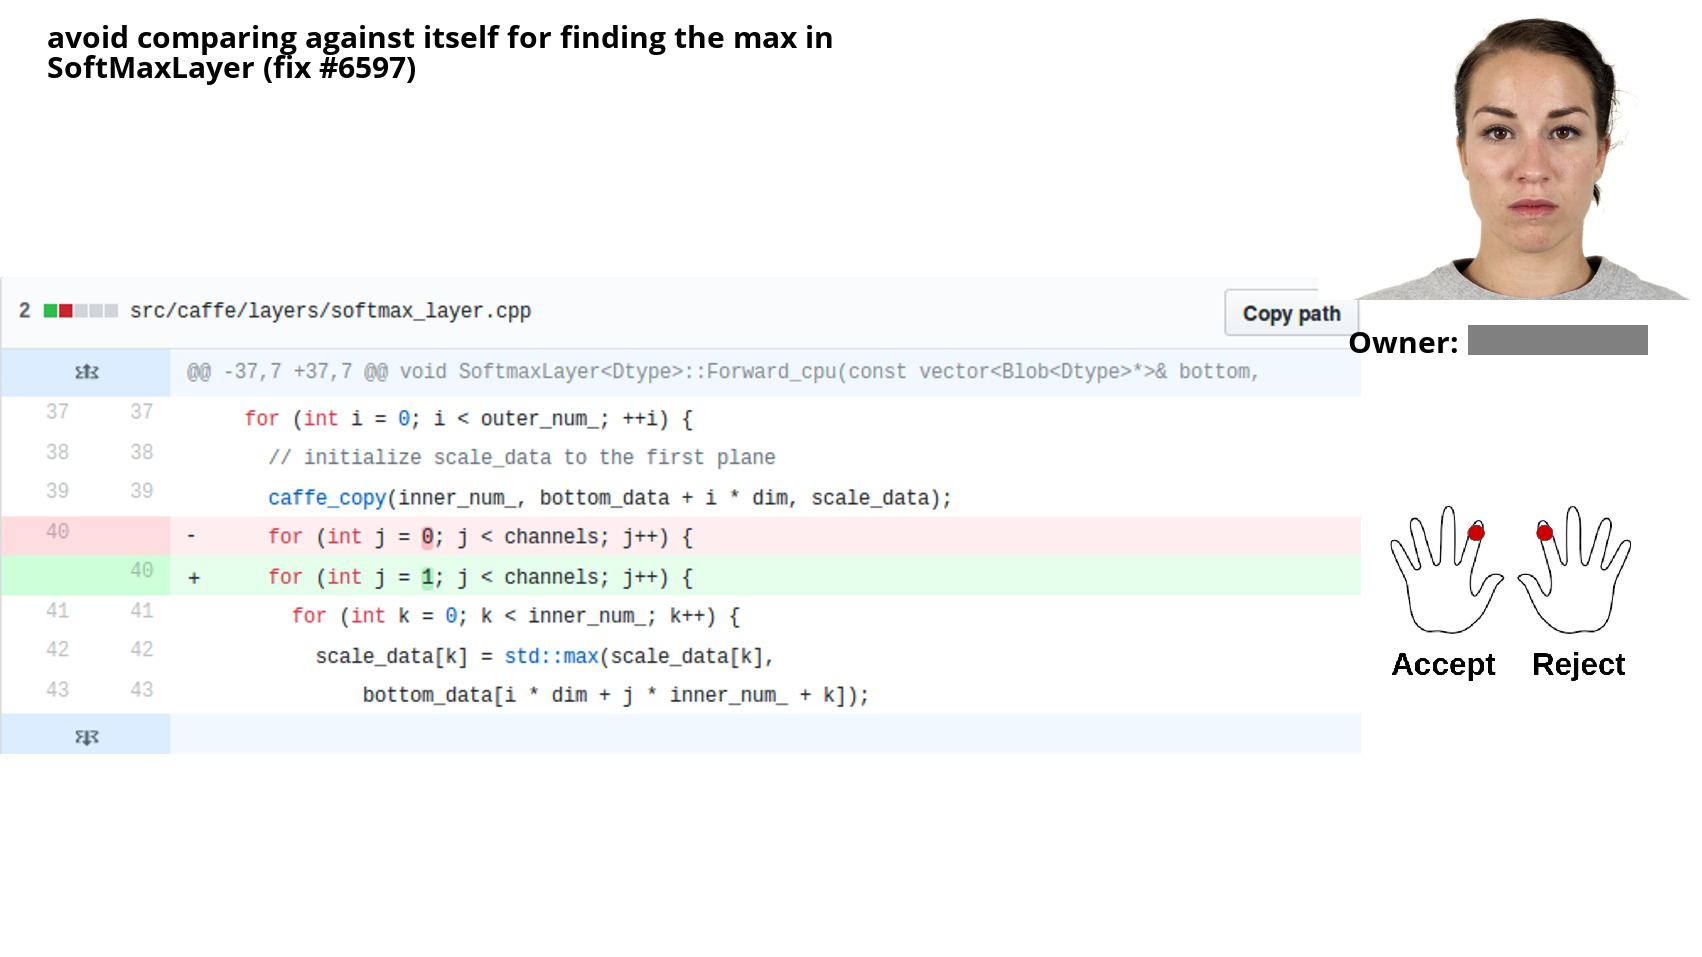 avoid comparing against itself for finding the max in
SoftMaxLayer (fix #6597)
2 src/caffe/layers/softmax_layer.cpp Copy path
Owner:
@@ -37,7 +37,7 @@ void SoftmaxLayer<Dtype>::Forward_cpu(const vector<Blob<Dtype>*>& bottom,
37 37 for (int i = 0; i < outer_num_; ++i) {
38 38 // initialize scale_data to the first plane
39 39 caffe_copy(inner_num_, bottom_data + i * dim, scale_data);
40 - for (int j = 0; j < channels; j++) {
40 + for (int j = 1; j < channels; j++) {
41 41 for (int k = 0; k < inner_num_; k++) {
42 42 scale_data[k] = std::max(scale_data[k],
43 43 bottom_data[i * dim + j * inner_num_ + k]);
Accept Reject